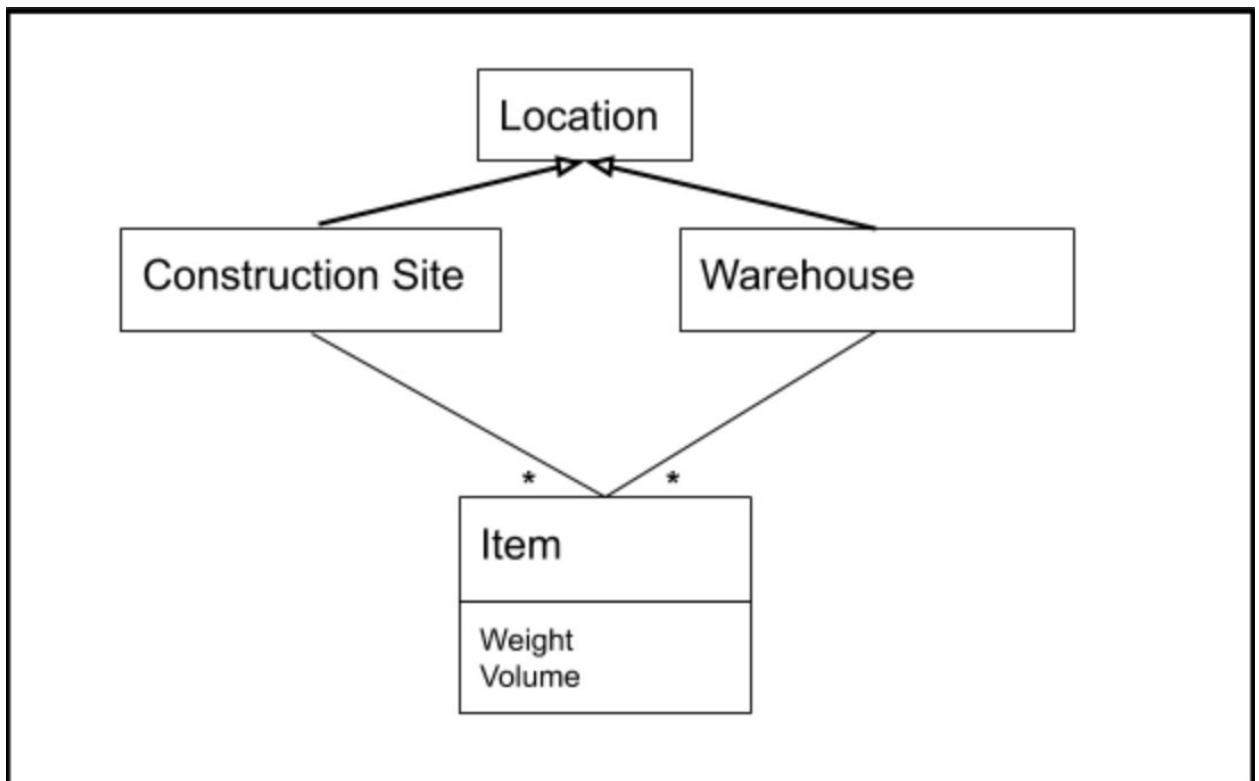 Location
Construction Site
Warehouse
* *
Item
Weight
Volume